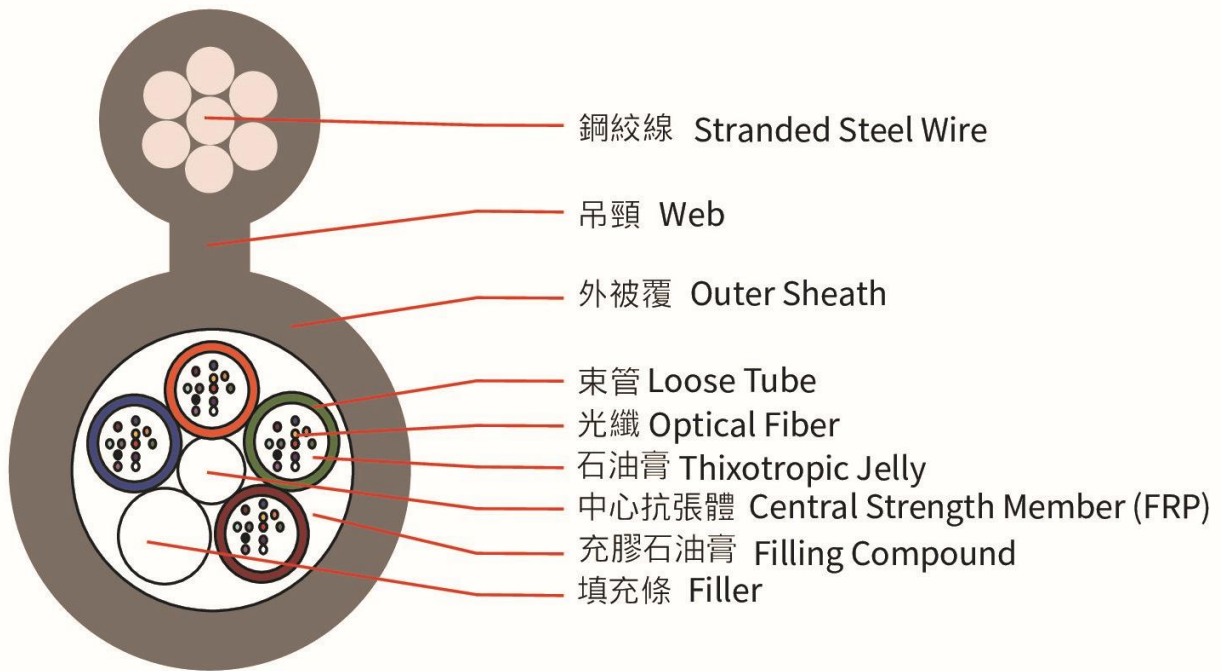 鋼絞線 Stranded Steel Wire
吊頸 Web
外被覆 Outer Sheath
束管 Loose Tube
光纖 Optical Fiber
石油膏 Thixotropic Jelly
中心抗張體 Central Strength Member (FRP)
充膠石油膏 Filling Compound
填充條 Filler